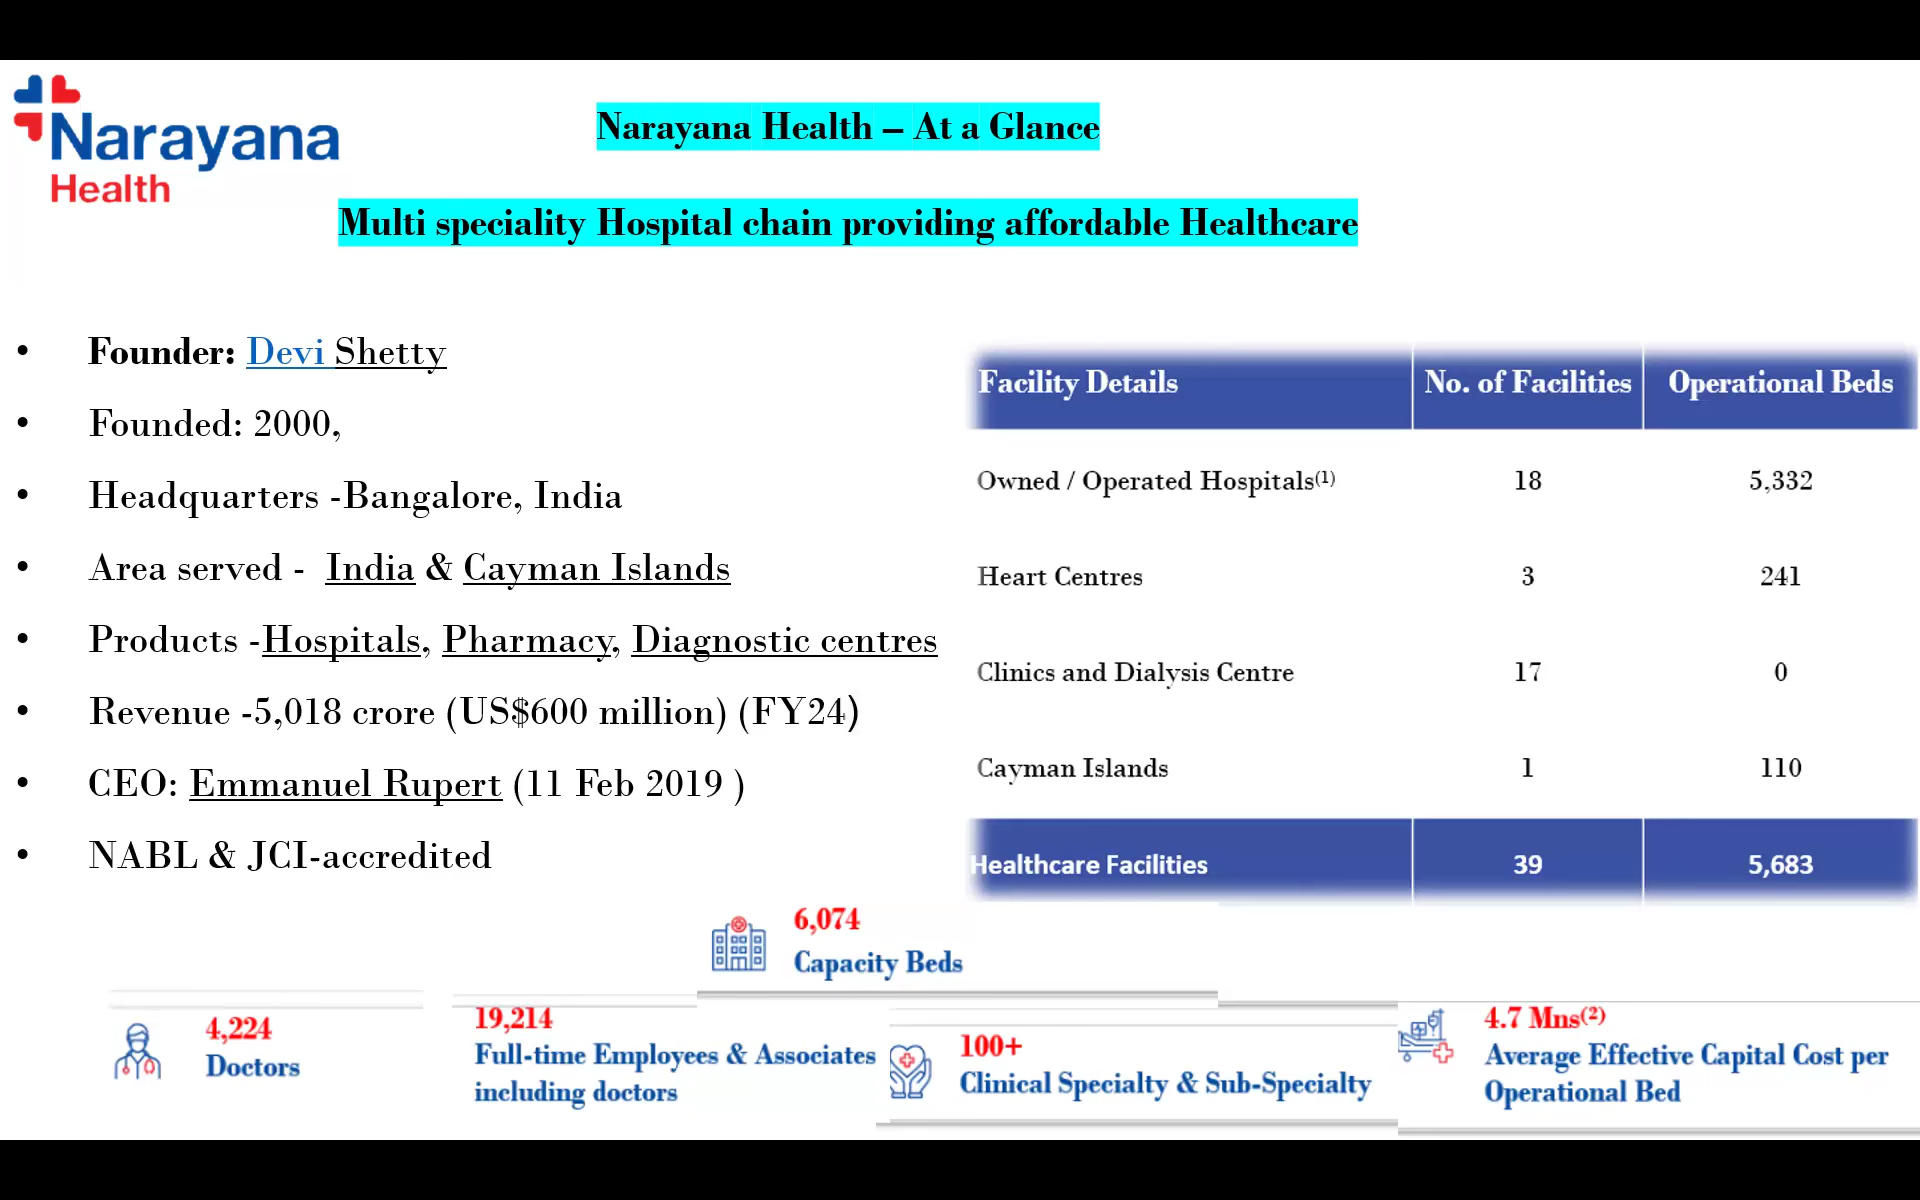 Narayana
Health
Narayana Health – At a Glance
Multi speciality Hospital chain providing affordable Healthcare
• Founder: Devi Shetty
• Founded: 2000,
• Headquarters -Bangalore, India
• Area served - India & Cayman Islands
• Products -Hospitals, Pharmacy, Diagnostic centres
• Revenue -5,018 crore (US$600 million) (FY24)
• CEO: Emmanuel Rupert (11 Feb 2019 )
• NABL & JCI-accredited
Facility Details No. of Facilities Operational Beds
Owned / Operated Hospitals(1) 18 5,332
Heart Centres 3 241
Clinics and Dialysis Centre 17 0
Cayman Islands 1 110
Healthcare Facilities 39 5,683
6,074
Capacity Beds
4,224
Doctors
19,214
Full-time Employees & Associates
including doctors
100+
Clinical Specialty & Sub-Specialty
4.7 Mns(2)
Average Effective Capital Cost per
Operational Bed